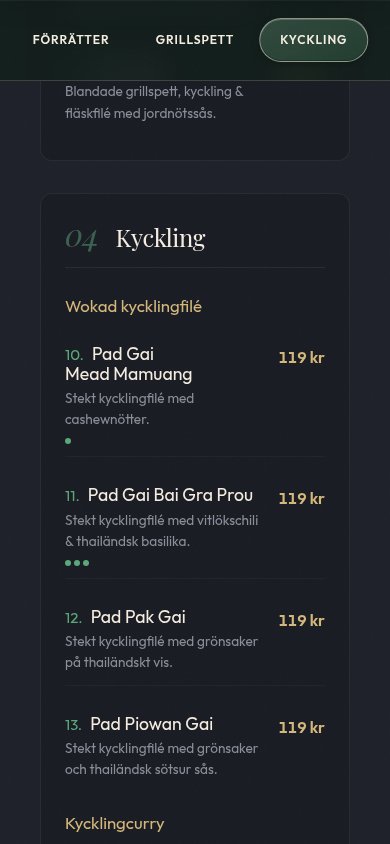 FÖRRÄTTER GRILLSPETT KYCKLING
Blandade grillspett, kyckling &
fläskfilé med jordnötssås.
04 Kyckling
Wokad kycklingfilé
10. Pad Gai
Mead Mamuang
119 kr
Stekt kycklingfilé med
cashewnötter.
11. Pad Gai Bai Gra Prou
119 kr
Stekt kycklingfilé med vitlökschili
& thailändsk basilika.
12. Pad Pak Gai
119 kr
Stekt kycklingfilé med grönsaker
på thailändskt vis.
13. Pad Piowan Gai
119 kr
Stekt kycklingfilé med grönsaker
och thailändsk sötsur sås.
Kycklingcurry